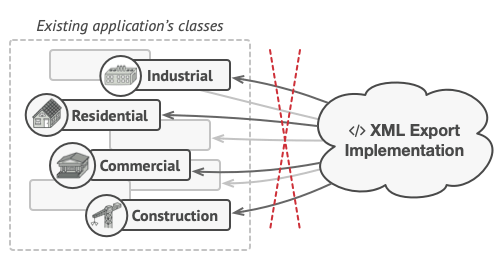 Existing application's classes
Industrial
Residential
Commercial
Construction
</> XML Export
Implementation